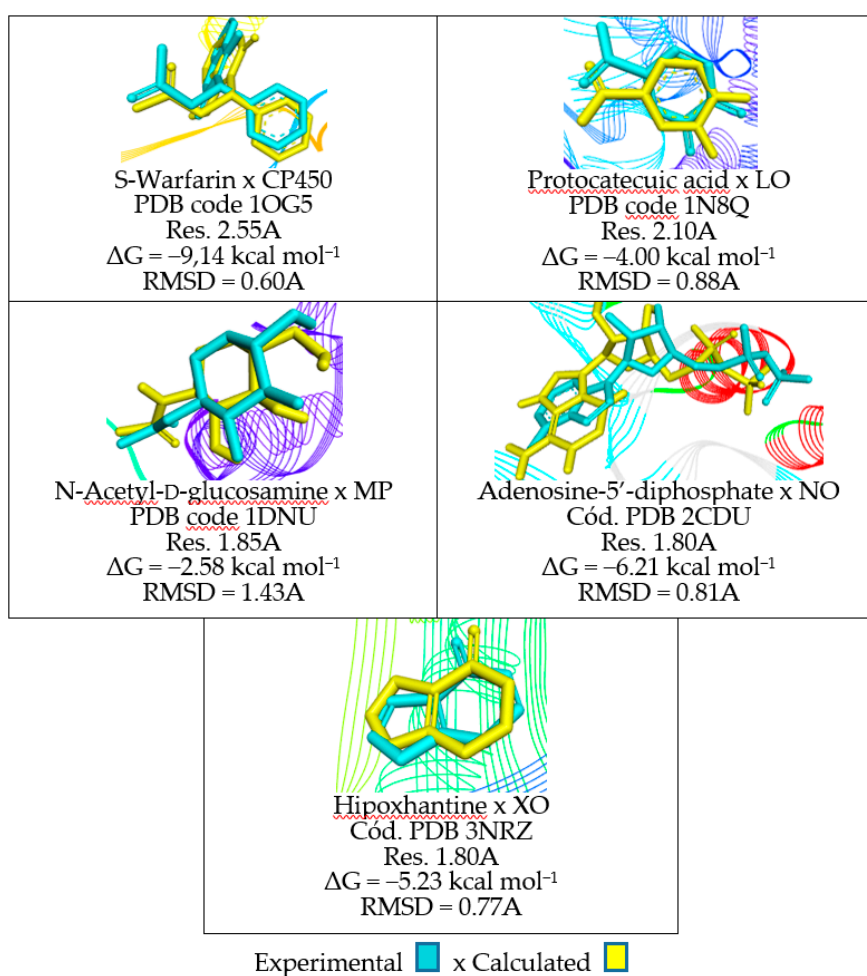 S-Warfarin x CP450
PDB code 1OG5
Res. 2.55A
ΔG = −9,14 kcal mol⁻¹
RMSD = 0.60A
Protocatecuic acid x LO
PDB code 1N8Q
Res. 2.10A
ΔG = −4.00 kcal mol⁻¹
RMSD = 0.88A
N-Acetyl-D-glucosamine x MP
PDB code 1DNU
Res. 1.85A
ΔG = −2.58 kcal mol⁻¹
RMSD = 1.43A
Adenosine-5′-diphosphate x NO
Cód. PDB 2CDU
Res. 1.80A
ΔG = −6.21 kcal mol⁻¹
RMSD = 0.81A
Hipoxhantine x XO
Cód. PDB 3NRZ
Res. 1.80A
ΔG = −5.23 kcal mol⁻¹
RMSD = 0.77A
Experimental x Calculated